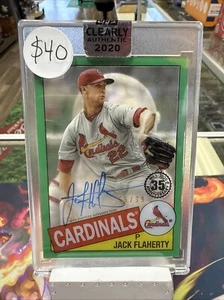 $40
CLEARLY
AUTHENTIC
2020
35
CARDINALS
P
JACK FLAHERTY
Cardinals